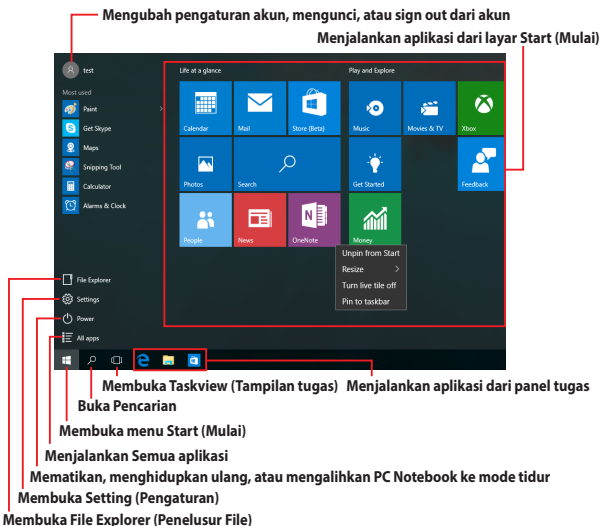 Mengubah pengaturan akun, mengunci, atau sign out dari akun
Menjalankan aplikasi dari layar Start (Mulai)
test
Most used
Paint
Get Skype
Maps
Snipping Tool
Calculator
Alarms & Clock
File Explorer
Settings
Power
All apps
Life at a glance
Play and Explore
Calendar
Mail
Store (Beta)
Music
Movies & TV
Xbox
Photos
Search
Get Started
Feedback
People
News
OneNote
Money
Unpin from Start
Resize
Turn live tile off
Pin to taskbar
Membuka Taskview (Tampilan tugas)
Menjalankan aplikasi dari panel tugas
Buka Pencarian
Membuka menu Start (Mulai)
Menjalankan Semua aplikasi
Mematikan, menghidupkan ulang, atau mengalihkan PC Notebook ke mode tidur
Membuka Setting (Pengaturan)
Membuka File Explorer (Penelusur File)